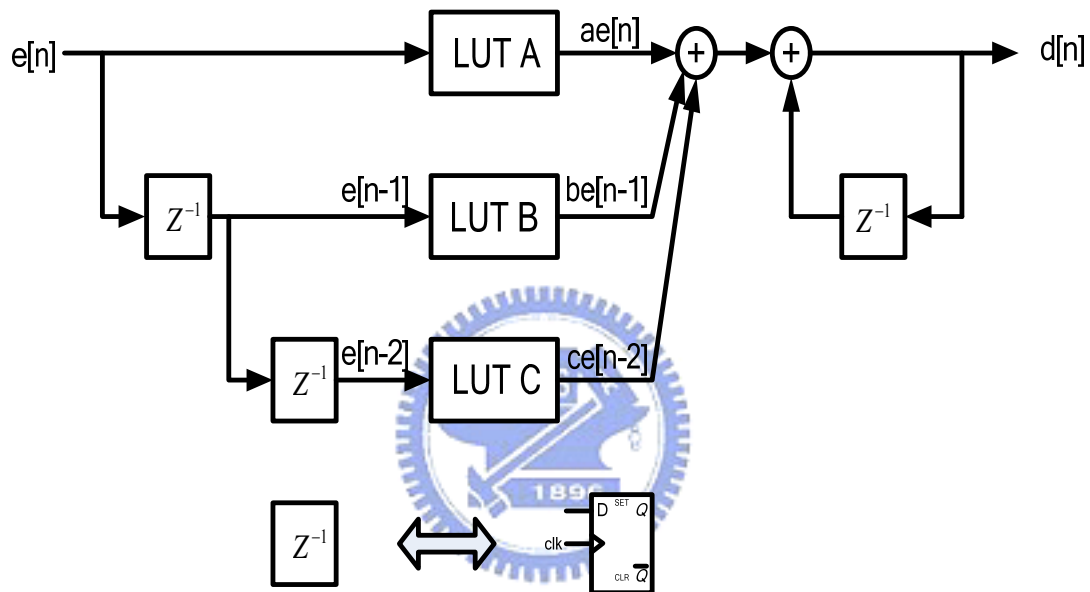 e[n]
LUT A
ae[n]
+
+
d[n]
Z⁻¹
e[n-1]
LUT B
be[n-1]
Z⁻¹
Z⁻¹
e[n-2]
LUT C
ce[n-2]
1896
Z⁻¹
clk
D SET Q
CLR Q̅